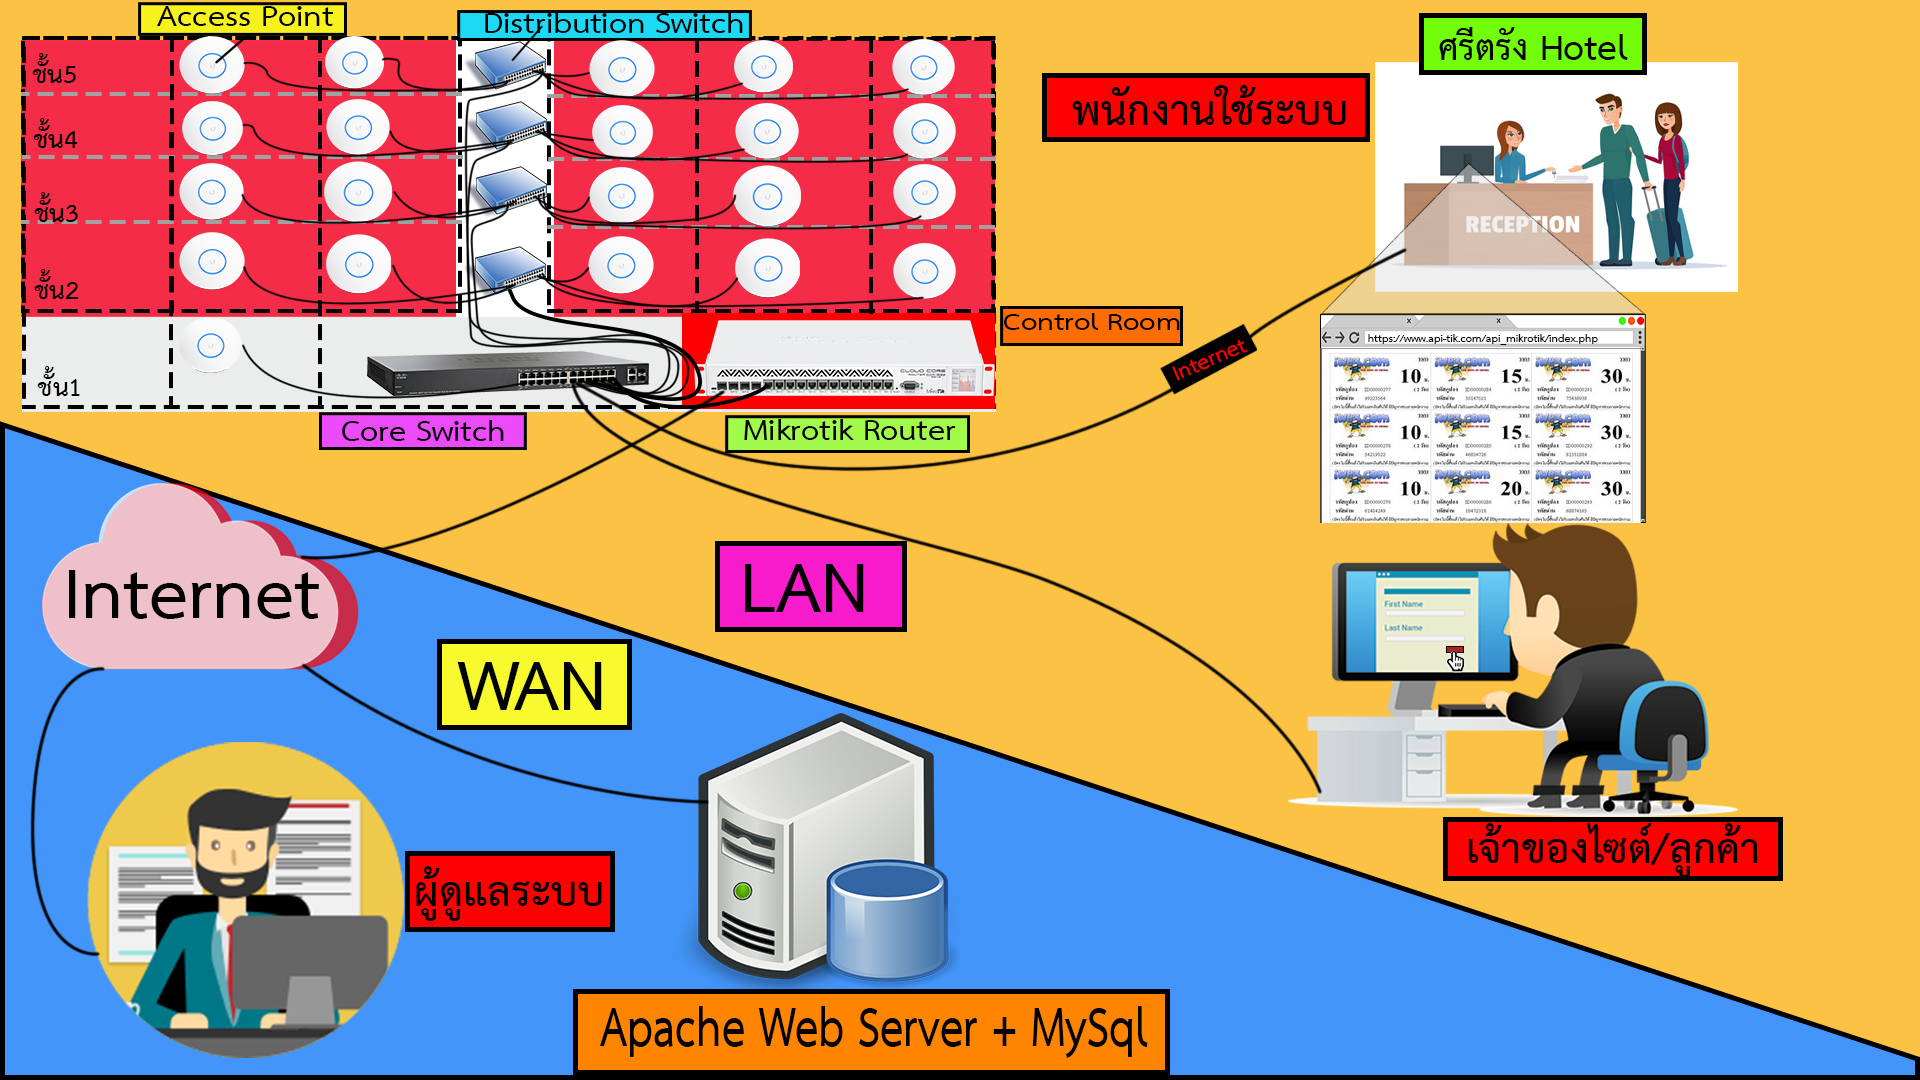 Access Point
Distribution Switch
ศรีตรัง Hotel
ชั้น5
ชั้น4
ชั้น3
ชั้น2
ชั้น1
พนักงานใช้ระบบ
RECEPTION
Control Room
Internet
https://www.api-tik.com/api_mikrotik/index.php
10
15
30
10
15
30
10
20
30
CLOUD CORE
Core Switch
Mikrotik Router
Internet
LAN
WAN
First Name
Last Name
เจ้าของไซต์/ลูกค้า
ผู้ดูแลระบบ
Apache Web Server + MySql